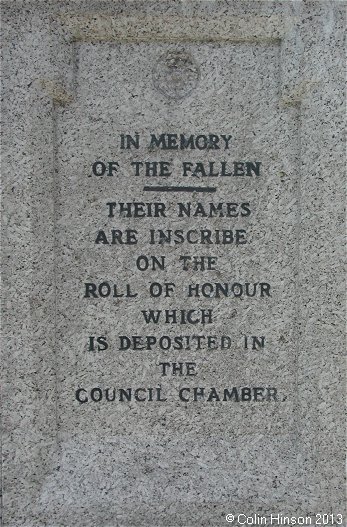 IN MEMORY
OF THE FALLEN
THEIR NAMES
ARE INSCRIBE
ON THE
ROLL OF HONOUR
WHICH
IS DEPOSITED IN
THE
COUNCIL CHAMBER.
©Colin Hinson 2013